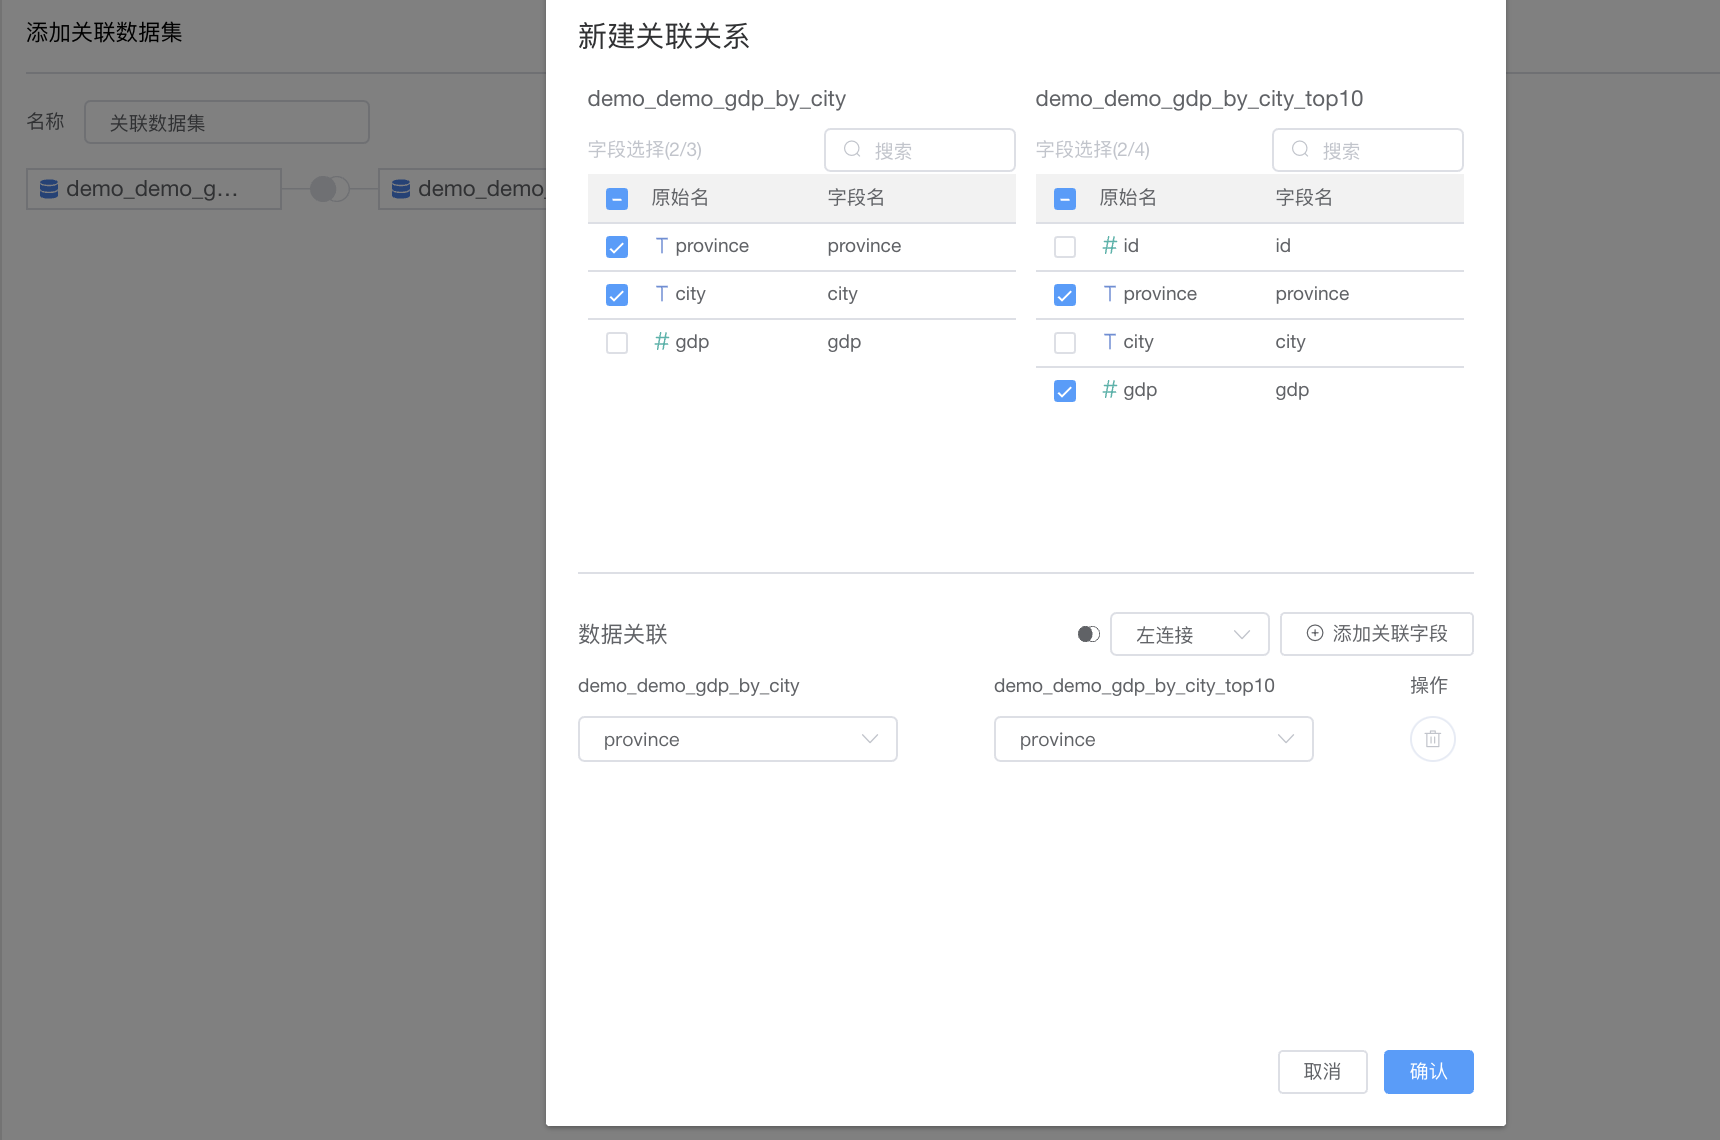 添加关联数据集
名称 关联数据集
demo_demo_g... demo_demo_
新建关联关系
demo_demo_gdp_by_city demo_demo_gdp_by_city_top10
字段选择(2/3) 搜索 字段选择(2/4) 搜索
原始名 字段名 原始名 字段名
T province province # id id
T city city T province province
# gdp gdp T city city
# gdp gdp
数据关联 左连接 添加关联字段
demo_demo_gdp_by_city demo_demo_gdp_by_city_top10 操作
province province
取消 确认